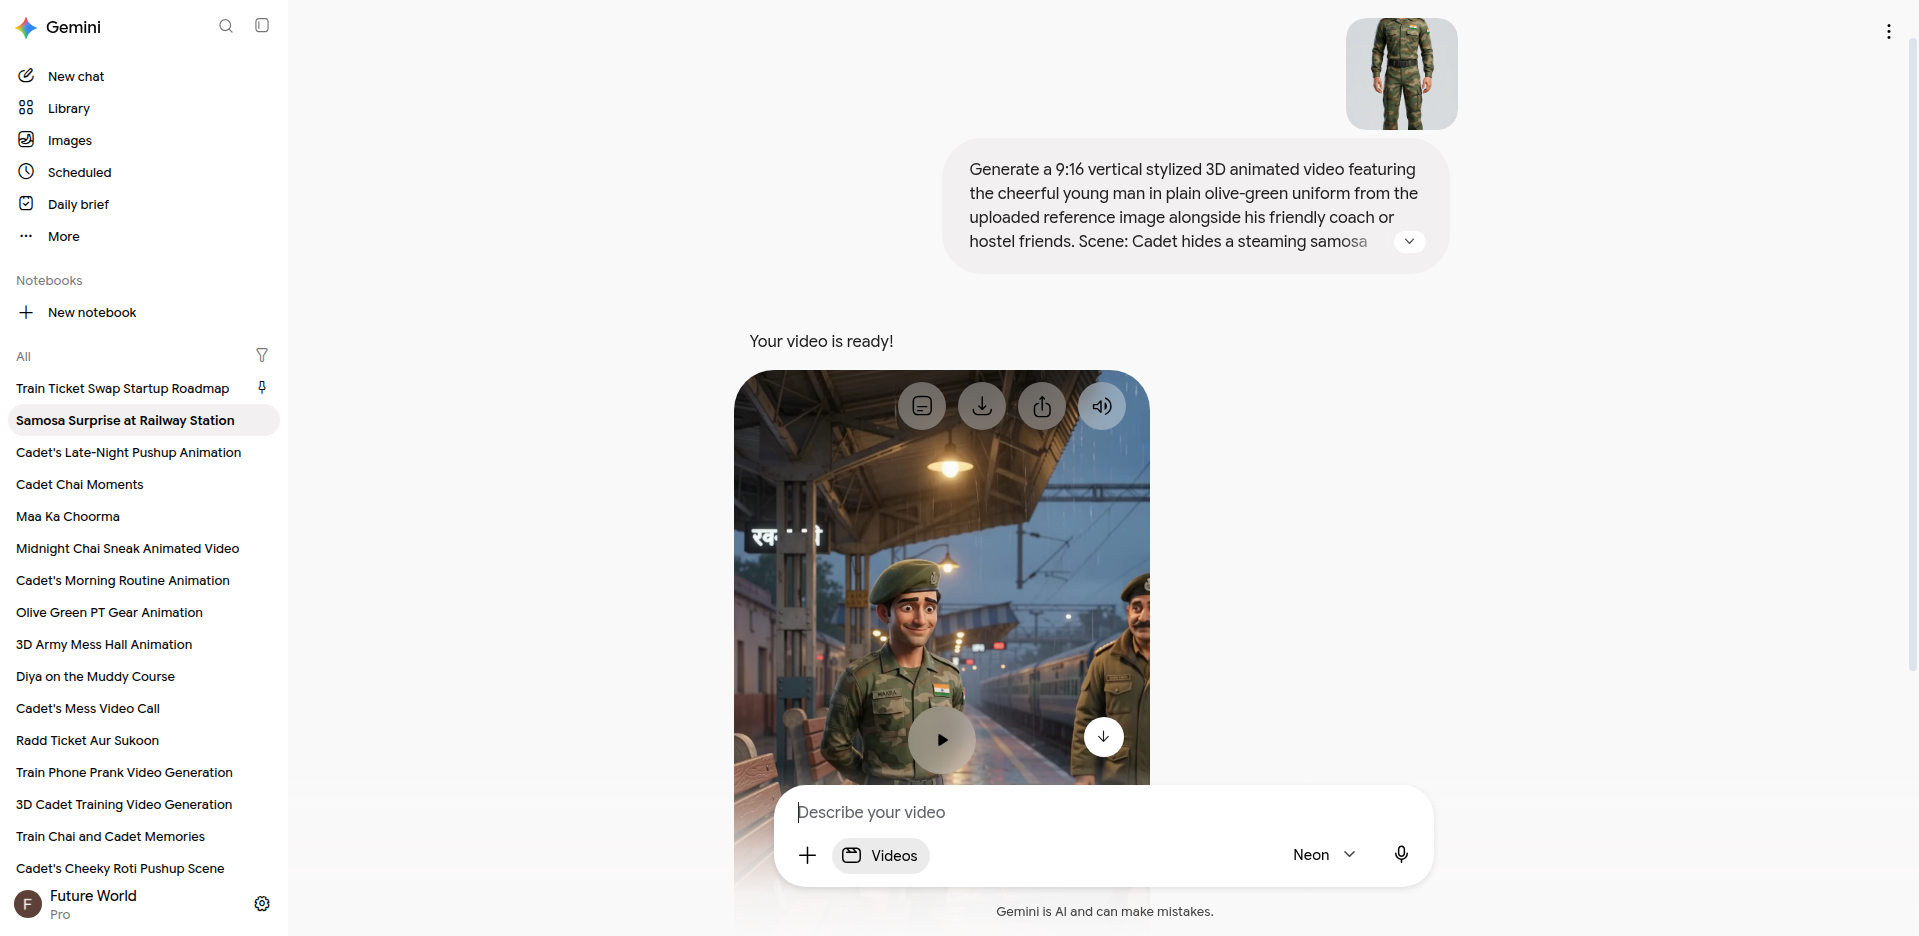 Gemini
New chat
Library
Images
Scheduled
Daily brief
More
Notebooks
New notebook
All
Train Ticket Swap Startup Roadmap
Samosa Surprise at Railway Station
Cadet's Late-Night Pushup Animation
Cadet Chai Moments
Maa Ka Choorma
Midnight Chai Sneak Animated Video
Cadet's Morning Routine Animation
Olive Green PT Gear Animation
3D Army Mess Hall Animation
Diya on the Muddy Course
Cadet's Mess Video Call
Radd Ticket Aur Sukoon
Train Phone Prank Video Generation
3D Cadet Training Video Generation
Train Chai and Cadet Memories
Cadet's Cheeky Roti Pushup Scene
F
Future World
Pro
Generate a 9:16 vertical stylized 3D animated video featuring
the cheerful young man in plain olive-green uniform from the
uploaded reference image alongside his friendly coach or
hostel friends. Scene: Cadet hides a steaming samosa
Your video is ready!
Describe your video
Videos
Neon
Gemini is AI and can make mistakes.